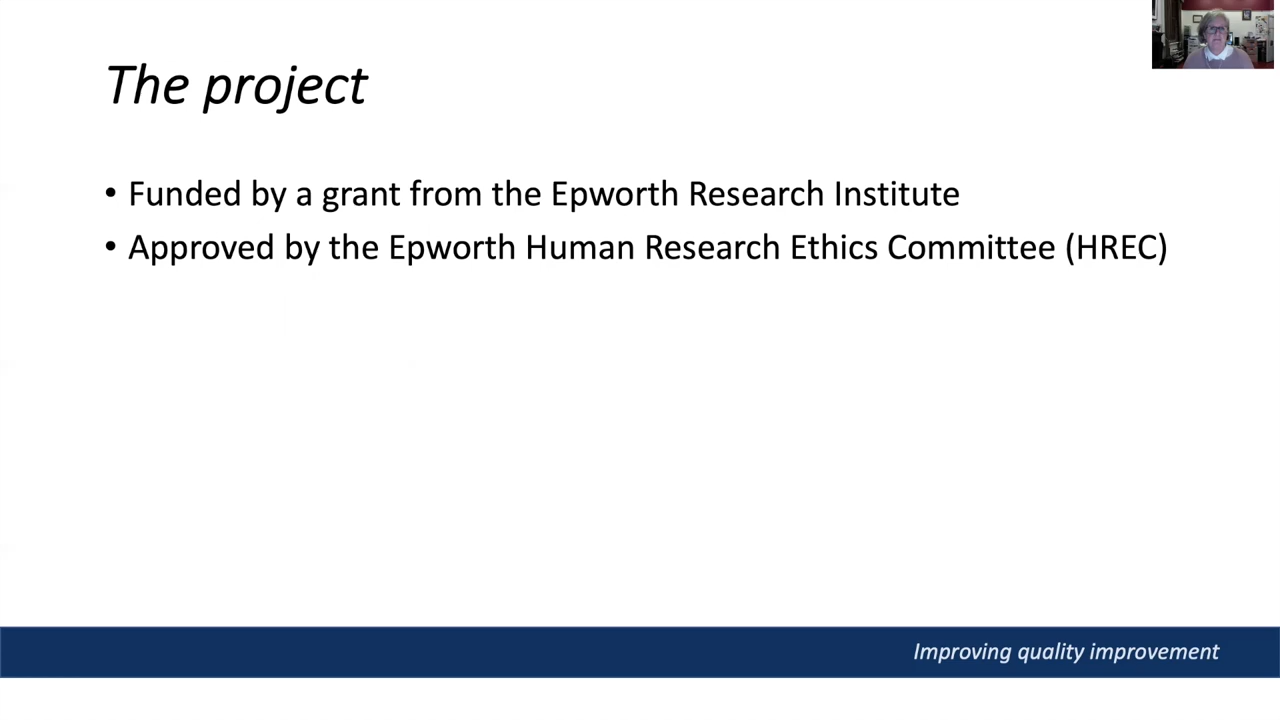 The project
• Funded by a grant from the Epworth Research Institute
• Approved by the Epworth Human Research Ethics Committee (HREC)
Improving quality improvement